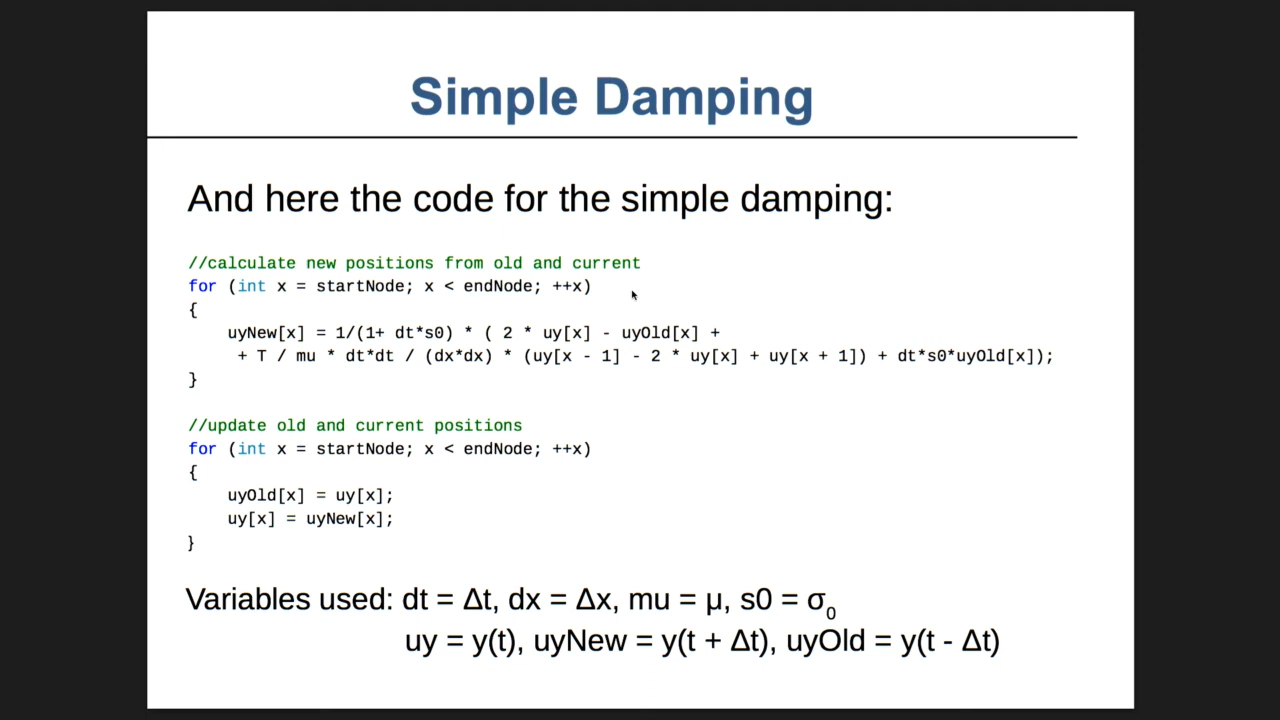 Simple Damping
And here the code for the simple damping:
//calculate new positions from old and current
for (int x = startNode; x < endNode; ++x)
{
uyNew[x] = 1/(1+ dt*s0) * ( 2 * uy[x] - uyOld[x] +
+ T / mu * dt*dt / (dx*dx) * (uy[x - 1] - 2 * uy[x] + uy[x + 1]) + dt*s0*uyOld[x]);
}
//update old and current positions
for (int x = startNode; x < endNode; ++x)
{
uyOld[x] = uy[x];
uy[x] = uyNew[x];
}
Variables used: dt = Δt, dx = Δx, mu = μ, s0 = σ₀
uy = y(t), uyNew = y(t + Δt), uyOld = y(t - Δt)